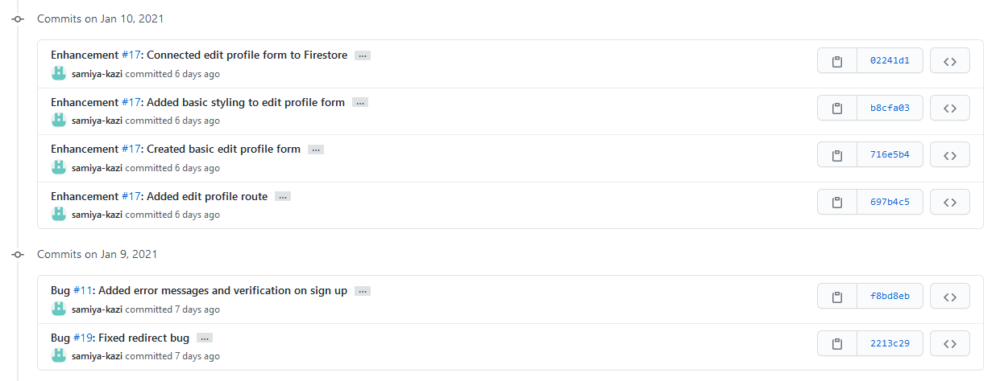 Commits on Jan 10, 2021
Enhancement #17: Connected edit profile form to Firestore ...
samiya-kazi committed 6 days ago
02241d1
Enhancement #17: Added basic styling to edit profile form ...
samiya-kazi committed 6 days ago
b8cfa03
Enhancement #17: Created basic edit profile form ...
samiya-kazi committed 6 days ago
716e5b4
Enhancement #17: Added edit profile route ...
samiya-kazi committed 6 days ago
697b4c5
Commits on Jan 9, 2021
Bug #11: Added error messages and verification on sign up ...
samiya-kazi committed 7 days ago
f8bd8eb
Bug #19: Fixed redirect bug ...
samiya-kazi committed 7 days ago
2213c29